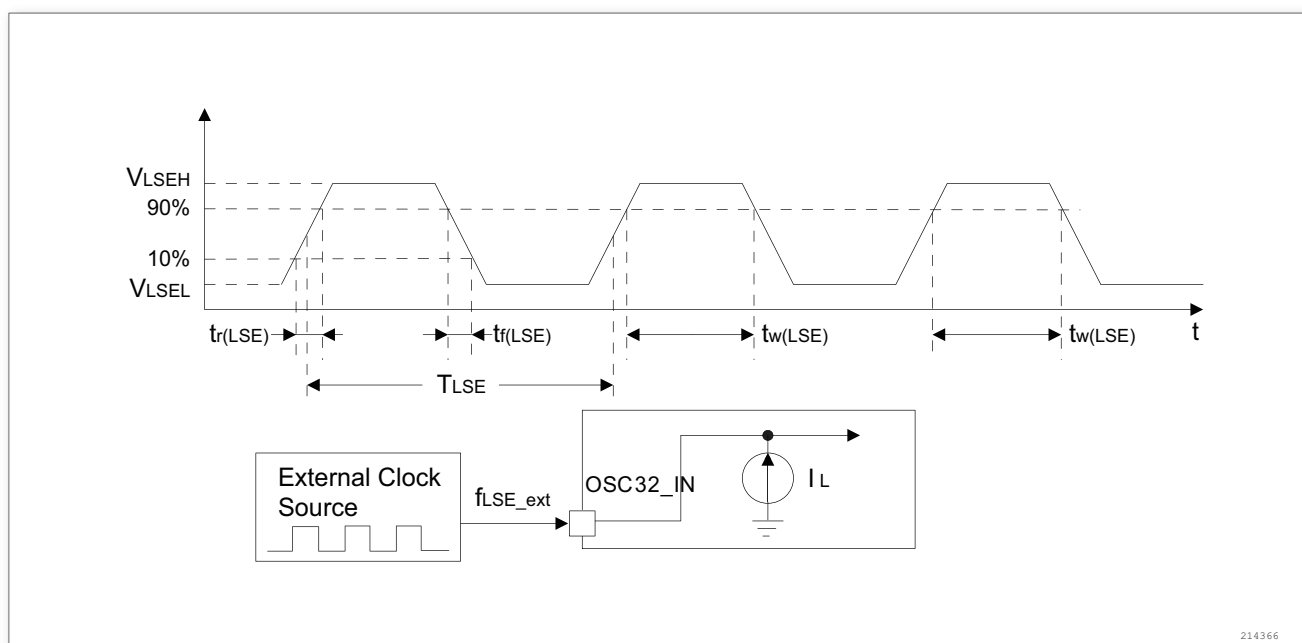 VLSEH
90%
10%
VLSEL
tr(LSE)
tf(LSE)
tw(LSE)
tw(LSE)
t
TLSE
External Clock
Source
fLSE_ext
OSC32_IN
IL
214366